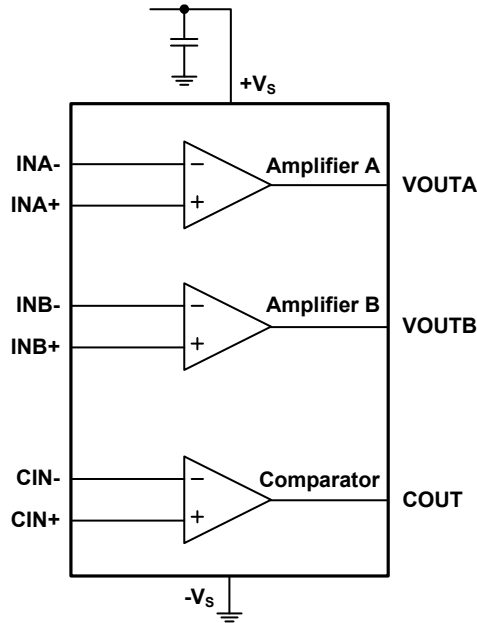 +VS
INA-
−
Amplifier A
VOUTA
INA+
+
INB-
−
Amplifier B
VOUTB
INB+
+
CIN-
−
Comparator
COUT
CIN+
+
-VS